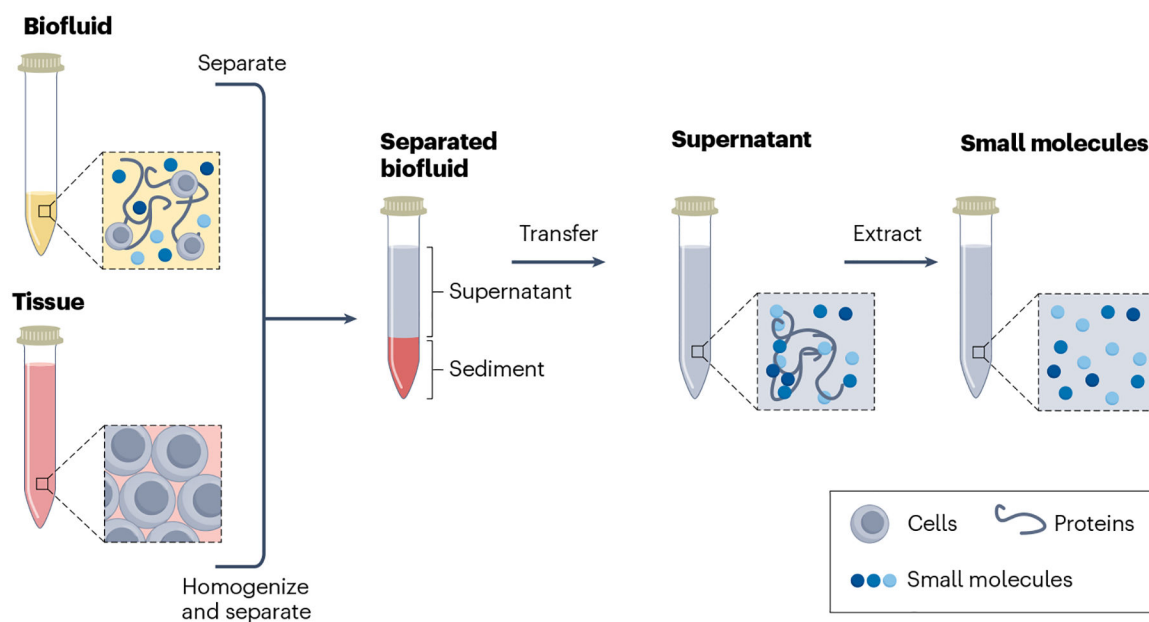 Biofluid
Separate
Tissue
Homogenize
and separate
Separated
biofluid
Supernatant
Sediment
Transfer
Supernatant
Extract
Small molecules
Cells
Proteins
Small molecules